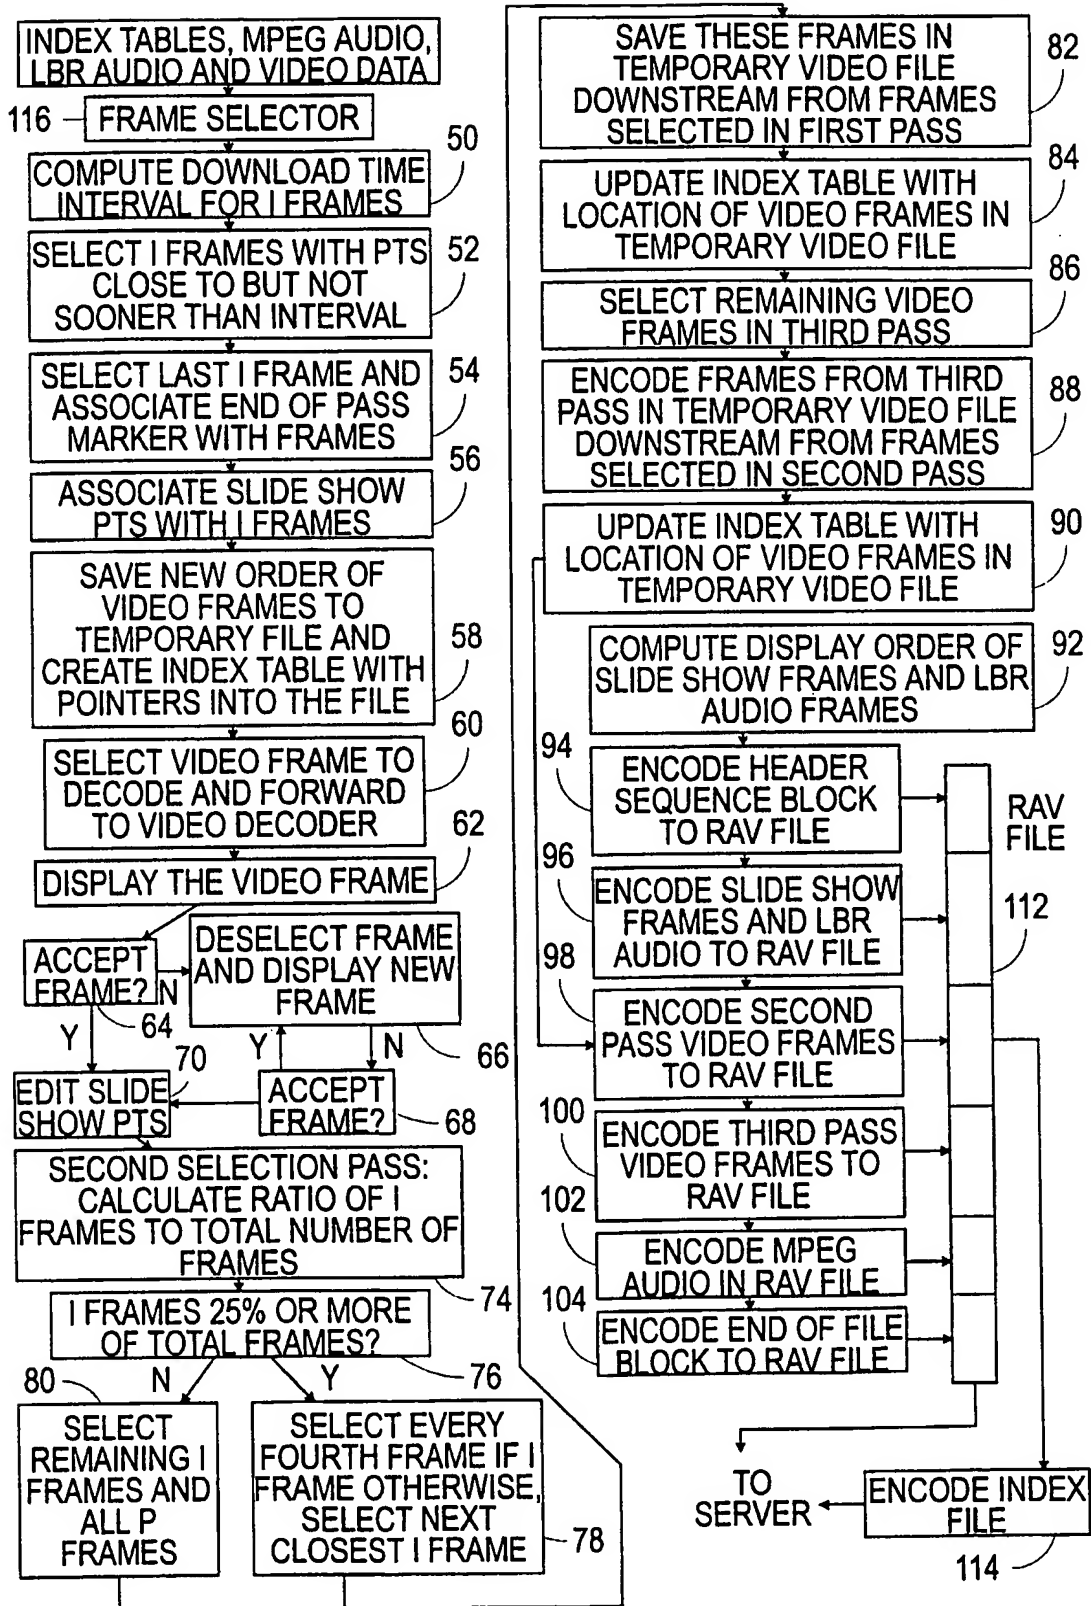 INDEX TABLES, MPEG AUDIO,
LBR AUDIO AND VIDEO DATA
116
FRAME SELECTOR
50
COMPUTE DOWNLOAD TIME
INTERVAL FOR I FRAMES
52
SELECT I FRAMES WITH PTS
CLOSE TO BUT NOT
SOONER THAN INTERVAL
54
SELECT LAST I FRAME AND
ASSOCIATE END OF PASS
MARKER WITH FRAMES
56
ASSOCIATE SLIDE SHOW
PTS WITH I FRAMES
SAVE NEW ORDER OF
VIDEO FRAMES TO
TEMPORARY FILE AND
CREATE INDEX TABLE WITH
POINTERS INTO THE FILE
58
60
SELECT VIDEO FRAME TO
DECODE AND FORWARD
TO VIDEO DECODER
62
DISPLAY THE VIDEO FRAME
ACCEPT
FRAME?
N
64
Y
DESELECT FRAME
AND DISPLAY NEW
FRAME
66
Y
N
70
EDIT SLIDE
SHOW PTS
ACCEPT
FRAME?
68
SECOND SELECTION PASS:
CALCULATE RATIO OF I
FRAMES TO TOTAL NUMBER OF
FRAMES
74
I FRAMES 25% OR MORE
OF TOTAL FRAMES?
76
N
Y
80
SELECT
REMAINING I
FRAMES AND
ALL P
FRAMES
SELECT EVERY
FOURTH FRAME IF I
FRAME OTHERWISE,
SELECT NEXT
CLOSEST I FRAME
78
SAVE THESE FRAMES IN
TEMPORARY VIDEO FILE
DOWNSTREAM FROM FRAMES
SELECTED IN FIRST PASS
82
84
UPDATE INDEX TABLE WITH
LOCATION OF VIDEO FRAMES IN
TEMPORARY VIDEO FILE
86
SELECT REMAINING VIDEO
FRAMES IN THIRD PASS
ENCODE FRAMES FROM THIRD
PASS IN TEMPORARY VIDEO FILE
DOWNSTREAM FROM FRAMES
SELECTED IN SECOND PASS
88
90
UPDATE INDEX TABLE WITH
LOCATION OF VIDEO FRAMES IN
TEMPORARY VIDEO FILE
92
COMPUTE DISPLAY ORDER OF
SLIDE SHOW FRAMES AND LBR
AUDIO FRAMES
94
ENCODE HEADER
SEQUENCE BLOCK
TO RAV FILE
RAV
FILE
112
96
ENCODE SLIDE SHOW
FRAMES AND LBR
AUDIO TO RAV FILE
98
ENCODE SECOND
PASS VIDEO FRAMES
TO RAV FILE
100
ENCODE THIRD PASS
VIDEO FRAMES TO
RAV FILE
102
ENCODE MPEG
AUDIO IN RAV FILE
104
ENCODE END OF FILE
BLOCK TO RAV FILE
TO
SERVER
ENCODE INDEX
FILE
114